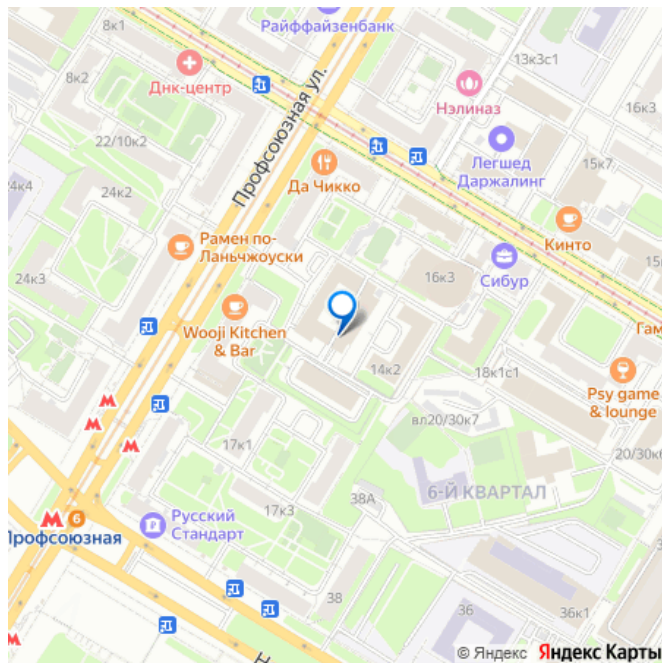 Райффайзенбанк
8к1
8к2
Днк-центр
Профсоюзная ул.
13к3с1
Нэлиназ
16к3
22/10к2
Легшед
Даржалинг
15к7
24к4
24к2
Да Чикко
Рамен по-
Ланьчжоуски
Кинто
24к3
16к3
Сибур
Wooji Kitchen
& Bar
Гам
14к2
18к1с1
Psy game
& lounge
вл20/30к7
17к1
20/30к6
6-Й КВАРТАЛ
38А
17к3
6
Профсоюзная
Русский
Стандарт
38
36
36к1
© Яндекс Яндекс Карты